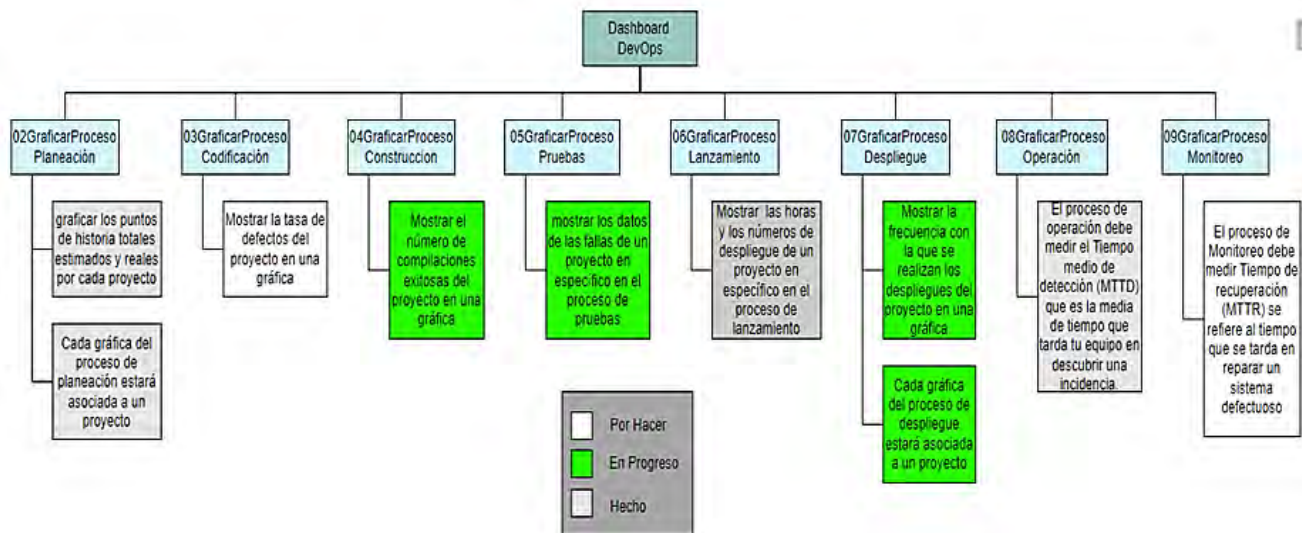 Dashboard
DevOps
02GraficarProceso
Planeación
03GraficarProceso
Codificación
04GraficarProceso
Construccion
05GraficarProceso
Pruebas
06GraficarProceso
Lanzamiento
07GraficarProceso
Despliegue
08GraficarProceso
Operación
09GraficarProceso
Monitoreo
graficar los puntos
de historia totales
estimados y reales
por cada proyecto
Cada gráfica del
proceso de
planeación estará
asociada a un
proyecto
Mostrar la tasa de
defectos del
proyecto en una
gráfica
Mostrar el
número de
compilaciones
exitosas del
proyecto en una
gráfica
mostrar los datos
de las fallas de un
proyecto en
específico en el
proceso de
pruebas
Mostrar las horas
y los números de
despliegue de un
proyecto en
específico en el
proceso de
lanzamiento
Mostrar la
frecuencia con
la que se
realizan los
despliegues del
proyecto en una
gráfica
Cada gráfica
del proceso de
despliegue
estará asociada
a un proyecto
El proceso de
operación debe
medir el Tiempo
medio de
detección (MTTD)
que es la media
de tiempo que
tarda tu equipo en
descubrir una
incidencia.
El proceso de
Monitoreo debe
medir Tiempo de
recuperación
(MTTR) se
refiere al tiempo
que se tarda en
reparar un
sistema
defectuoso
Por Hacer
En Progreso
Hecho